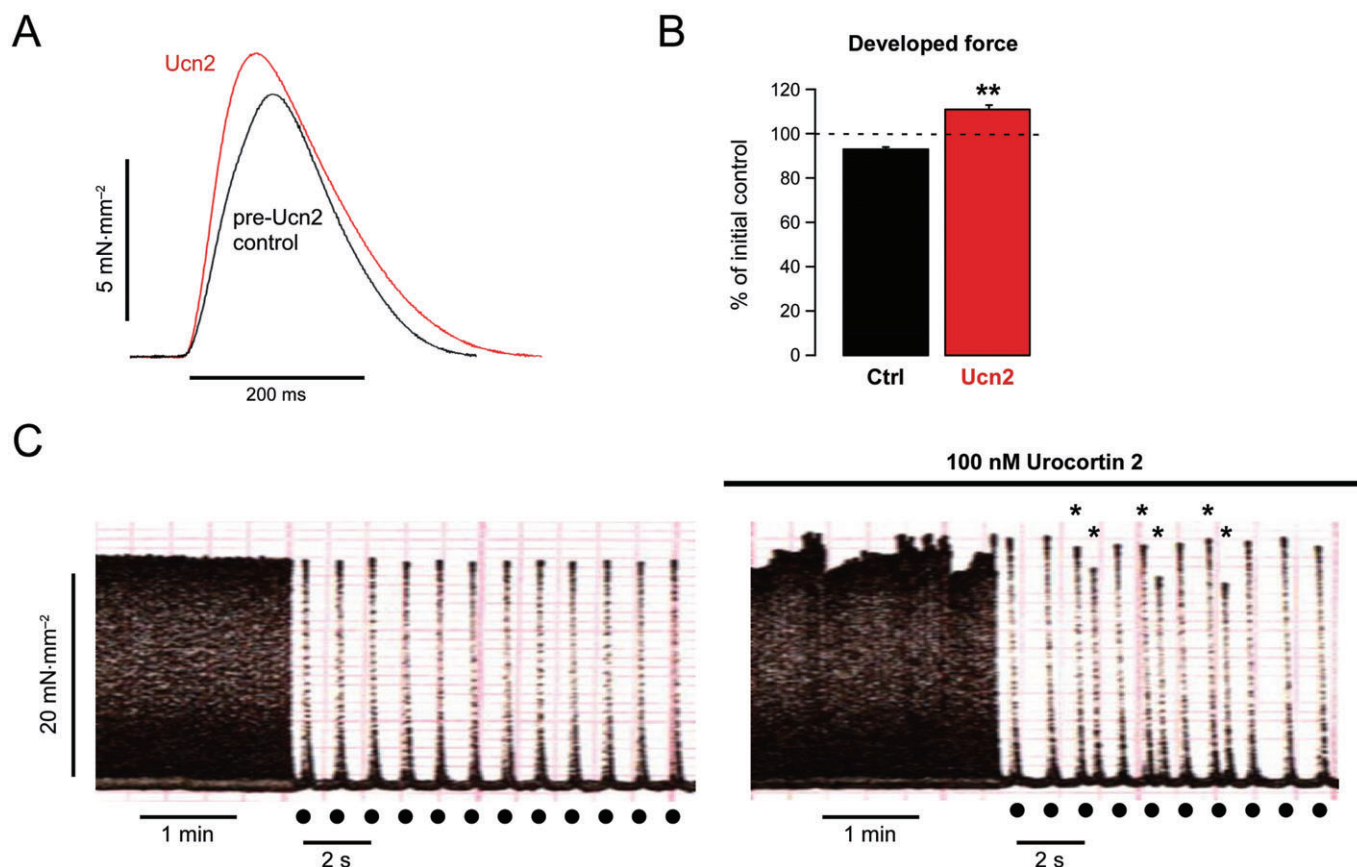 A
Ucn2
pre-Ucn2
control
5 mN·mm⁻²
200 ms
B
Developed force
% of initial control
120
100
80
60
40
20
0
**
Ctrl
Ucn2
C
20 mN·mm⁻²
1 min
2 s
100 nM Urocortin 2
* * *
* * *
1 min
2 s